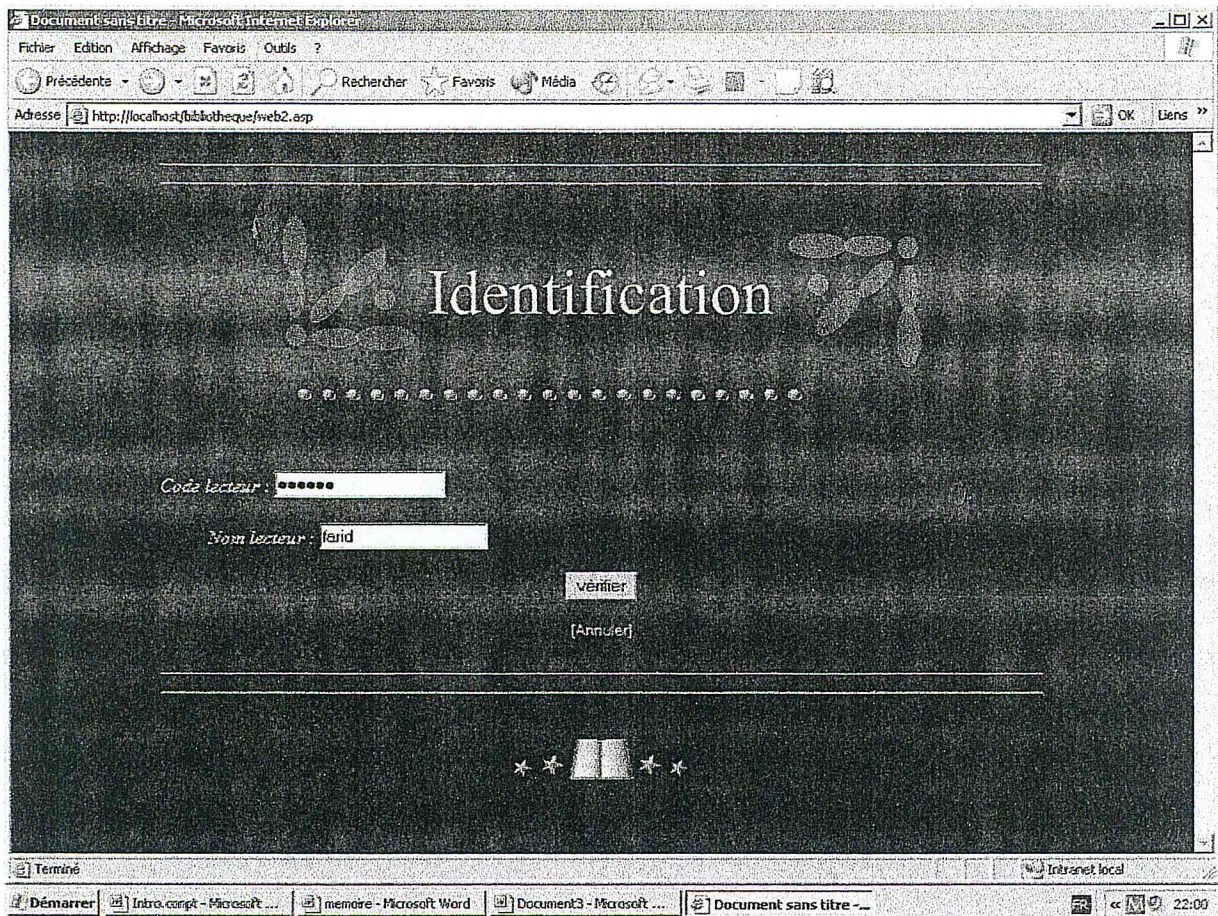 Document sans titre - Microsoft Internet Explorer
Fichier Edition Affichage Favoris Outils ?
Précédente Rechercher Favoris Média
Adresse http://localhost/bibliotheque/web2.asp OK Liens »
Identification
Code lecteur : ••••••
Nom lecteur : farid
vérifier
[Annuler]
Terminé Intranet local
Démarrer Intro.compt - Microsoft ... memoire - Microsoft Word Document3 - Microsoft ... Document sans titre -... FR « 22:00